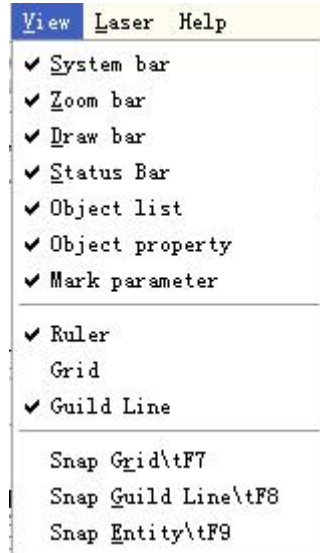 View Laser Help
System bar
Zoom bar
Draw bar
Status Bar
Object list
Object property
Mark parameter
Ruler
Grid
Guild Line
Snap Grid\tF7
Snap Guild Line\tF8
Snap Entity\tF9